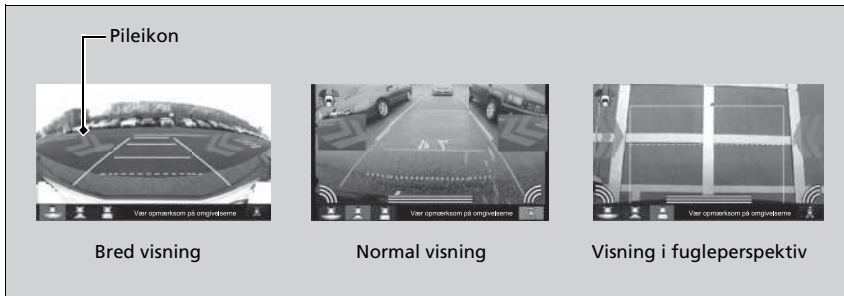 Pileikon
Vær opmærksom på omgivelserne
Vær opmærksom på omgivelserne
Vær opmærksom på omgivelserne
Bred visning
Normal visning
Visning i fugleperspektiv